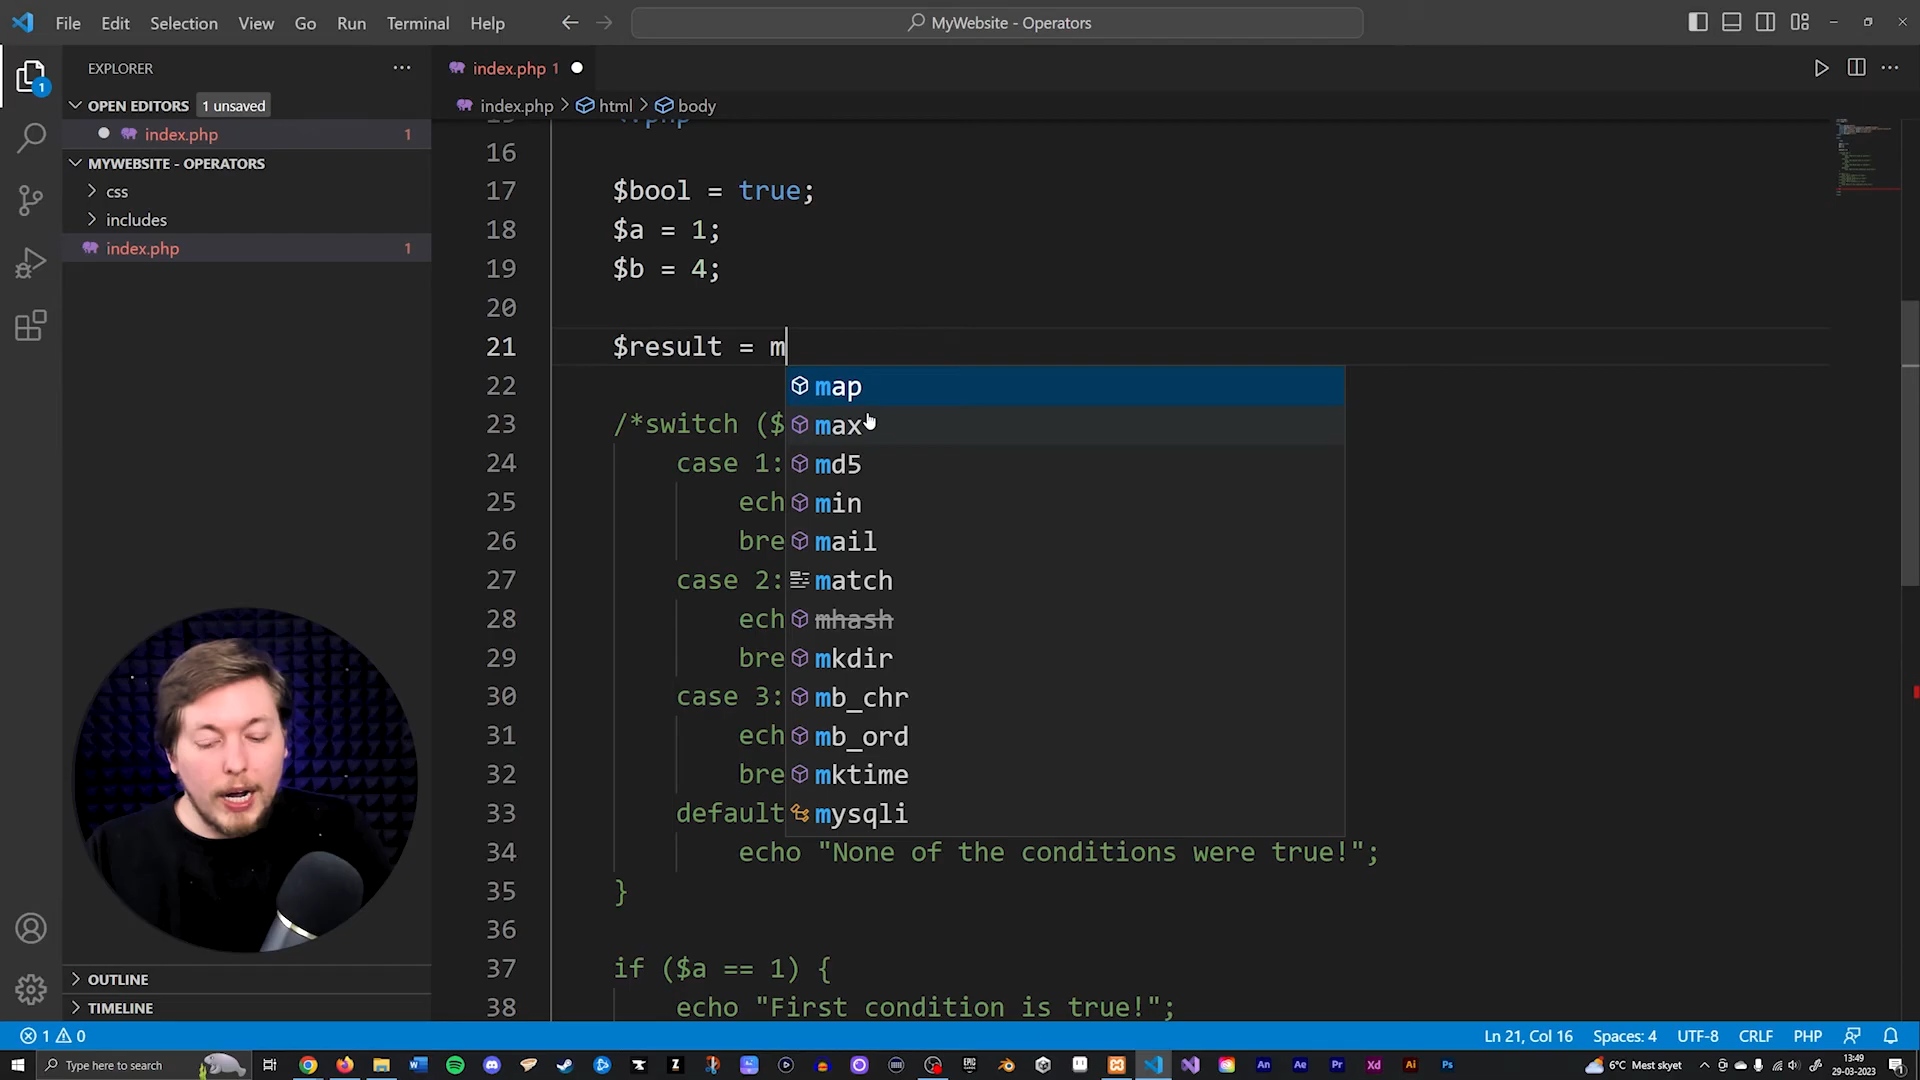 File Edit Selection View Go Run Terminal Help
MyWebsite - Operators
EXPLORER
OPEN EDITORS 1 unsaved
index.php 1
MYWEBSITE - OPERATORS
css
includes
index.php 1
OUTLINE
TIMELINE
index.php 1
index.php > html > body
16
17 $bool = true;
18 $a = 1;
19 $b = 4;
20
21 $result = m
22
23 /*switch ($
24 case 1:
25 ech
26 bre
27 case 2:
28 ech
29 bre
30 case 3:
31 ech
32 bre
33 default
34 echo "None of the conditions were true!";
35 }
36
37 if ($a == 1) {
38 echo "First condition is true!";
map
max
md5
min
mail
match
mhash
mkdir
mb_chr
mb_ord
mktime
mysqli
1 0
Ln 21, Col 16 Spaces: 4 UTF-8 CRLF PHP
Type here to search
6°C Mest skyet
13:49
29-03-2023